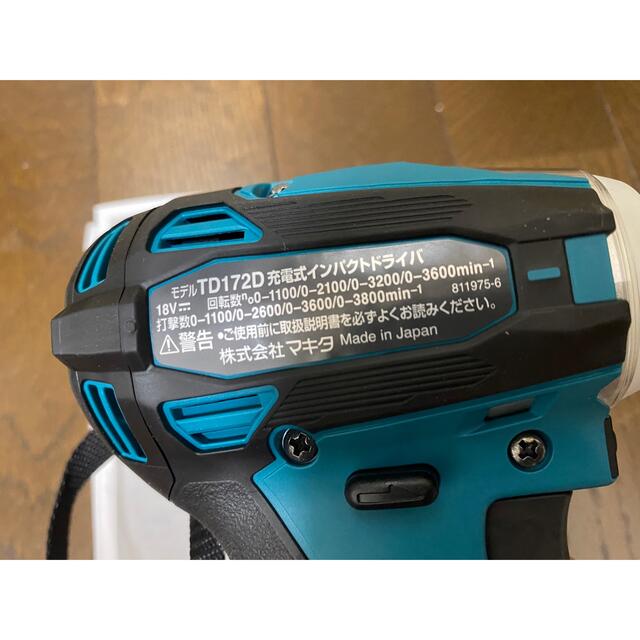 モデルTD172D 充電式インパクトドライバ
18V⎓ 回転数n₀0-1100/0-2100/0-3200/0-3600min-1
打撃数0-1100/0-2600/0-3600/0-3800min-1 811975-6
⚠警告 •ご使用前に取扱説明書を必ずよくお読みください。
株式会社マキタ Made in Japan